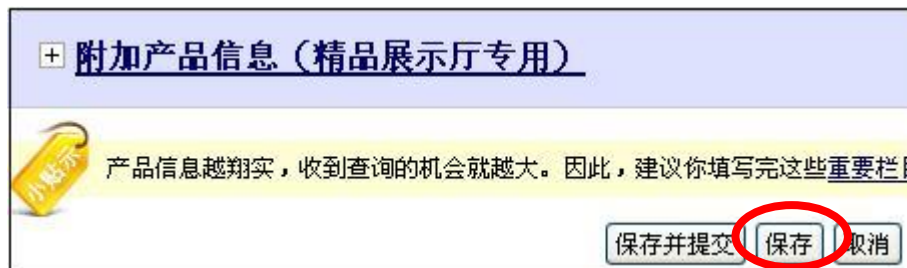 附加产品信息（精品展示厅专用）
小贴示
产品信息越翔实，收到查询的机会就越大。因此，建议你填写完这些重要栏目
保存并提交 保存 取消